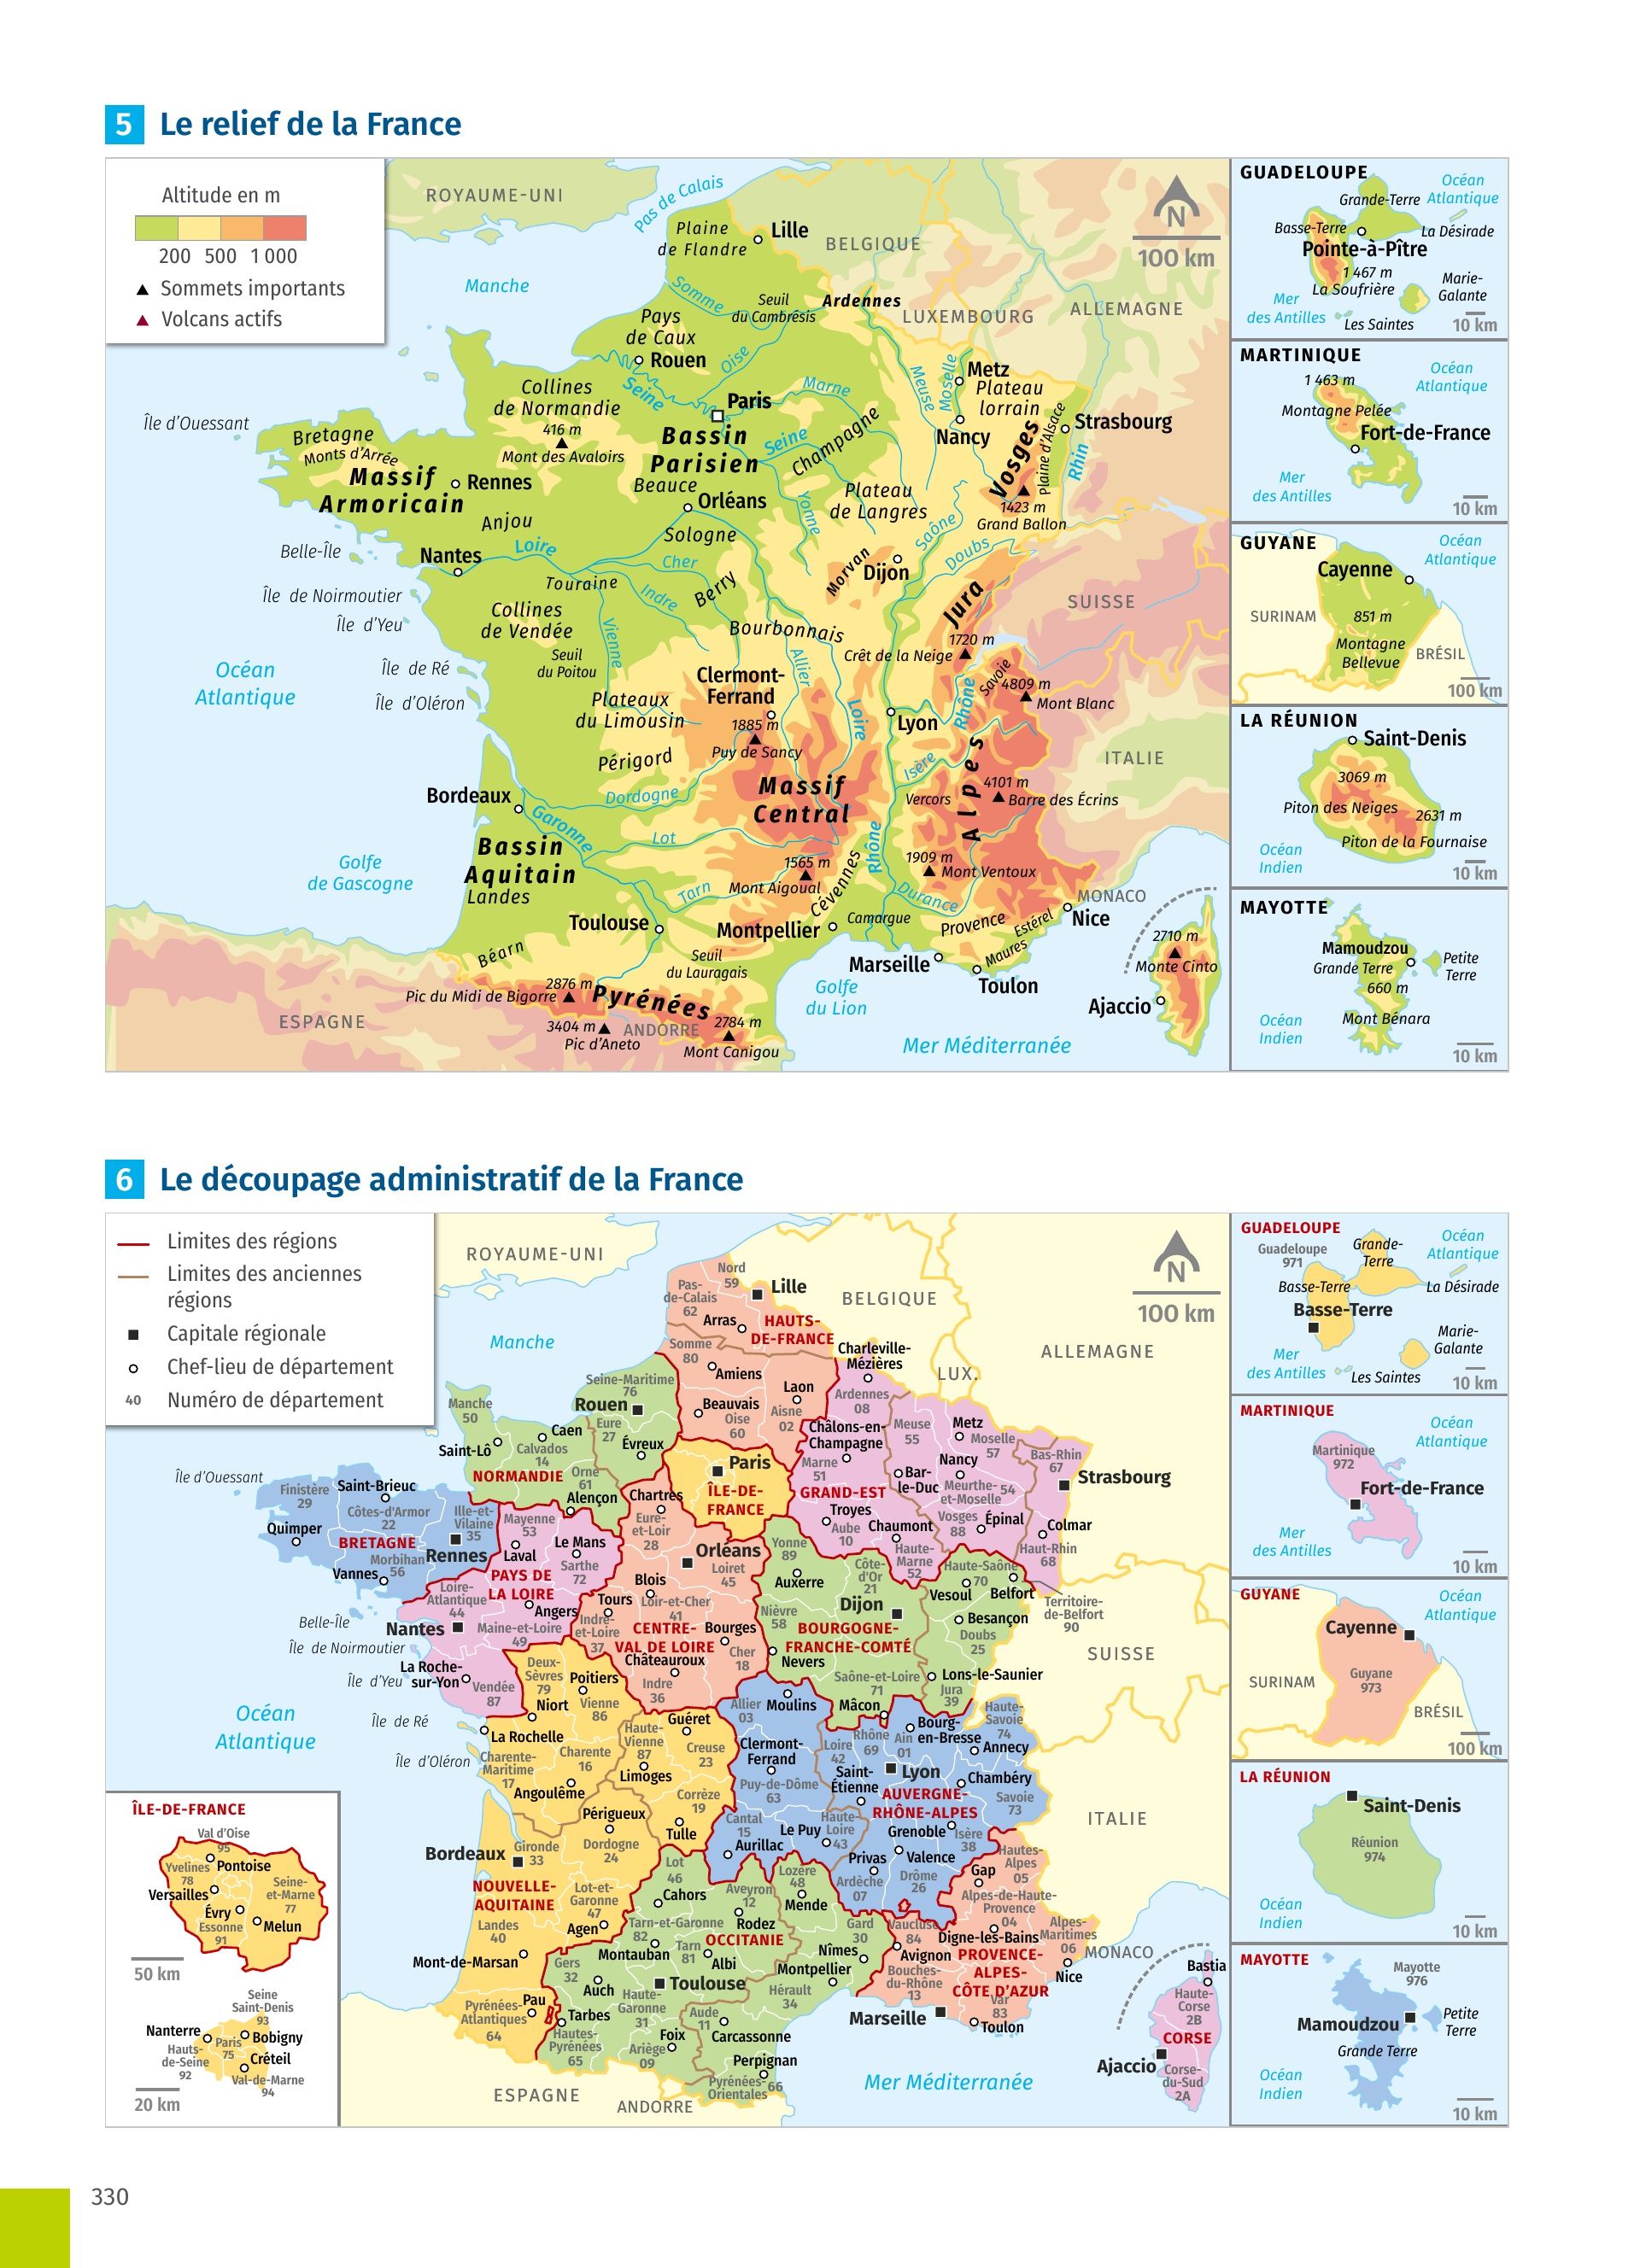 5 Le relief de la France
Altitude en m
200 500 1 000
Sommets importants
Volcans actifs
ROYAUME-UNI
Pas de Calais
Plaine
de Flandre
Lille
BELGIQUE
N
100 km
Manche
Somme
Seuil
du Cambrésis
Ardennes
LUXEMBOURG
ALLEMAGNE
Pays
de Caux
Rouen
Oise
Seine
Marne
Meuse
Moselle
Metz
Plateau
lorrain
Collines
de Normandie
416 m
Mont des Avaloirs
Paris
Bassin
Parisien
Seine
Champagne
Nancy
Vosges
Plaine d'Alsace
Strasbourg
Rhin
Île d'Ouessant
Bretagne
Monts d'Arrée
Massif
Armoricain
Rennes
Beauce
Orléans
Yonne
Plateau
de Langres
1423 m
Grand Ballon
Anjou
Sologne
Saône
Belle-Île
Nantes
Loire
Cher
Morvan
Dijon
Doubs
Touraine
Indre
Berry
Île de Noirmoutier
Collines
de Vendée
Île d'Yeu
Vienne
Bourbonnais
Jura
SUISSE
1720 m
Crêt de la Neige
Océan
Atlantique
Île de Ré
Seuil
du Poitou
Clermont-
Ferrand
Allier
Savoie
4809 m
Mont Blanc
Île d'Oléron
Plateaux
du Limousin
1885 m
Puy de Sancy
Loire
Lyon
Rhône
Périgord
Isère
ITALIE
Bordeaux
Dordogne
Massif
Central
Vercors
Alpes
4101 m
Barre des Écrins
Garonne
Lot
Bassin
Aquitain
Landes
Golfe
de Gascogne
Rhône
1565 m
Mont Aigoual
1909 m
Mont Ventoux
Tarn
Cévennes
Durance
MONACO
Toulouse
Montpellier
Camargue
Provence
Estérel
Nice
Béarn
Seuil
du Lauragais
Marseille
Maures
Toulon
2710 m
Monte Cinto
2876 m
Pic du Midi de Bigorre
Pyrénées
Golfe
du Lion
Ajaccio
ESPAGNE
3404 m
Pic d'Aneto
ANDORRE
2784 m
Mont Canigou
Mer Méditerranée
GUADELOUPE
Océan
Atlantique
Grande-Terre
Basse-Terre
La Désirade
Pointe-à-Pître
1 467 m
La Soufrière
Marie-
Galante
Mer
des Antilles
Les Saintes
10 km
MARTINIQUE
1 463 m
Océan
Atlantique
Montagne Pelée
Fort-de-France
Mer
des Antilles
10 km
GUYANE
Océan
Atlantique
Cayenne
SURINAM
851 m
Montagne
Bellevue
BRÉSIL
100 km
LA RÉUNION
Saint-Denis
3069 m
Piton des Neiges
2631 m
Piton de la Fournaise
Océan
Indien
10 km
MAYOTTE
Mamoudzou
Grande Terre
Petite
Terre
660 m
Mont Bénara
Océan
Indien
10 km
6 Le découpage administratif de la France
Limites des régions
Limites des anciennes
régions
Capitale régionale
Chef-lieu de département
40 Numéro de département
ROYAUME-UNI
Nord
59
Lille
Pas-
de-Calais
62
Arras
HAUTS-
DE-FRANCE
BELGIQUE
N
100 km
Manche
Somme
80
Amiens
Charleville-
Mézières
LUX.
ALLEMAGNE
Seine-Maritime
76
Rouen
Laon
Aisne
02
Beauvais
Oise
60
Ardennes
08
Manche
50
Saint-Lô
Caen
Calvados
14
Eure
27
Évreux
Châlons-en-
Champagne
Meuse
55
Metz
Moselle
57
Marne
51
Bas-Rhin
67
Strasbourg
Paris
ÎLE-DE-
FRANCE
NORMANDIE
Orne
61
Alençon
Chartres
Eure-
et-Loir
28
GRAND-EST
Bar-
le-Duc
Nancy
Meurthe-
et-Moselle
54
Île d'Ouessant
Finistère
29
Saint-Brieuc
Côtes-d'Armor
22
Ille-et-
Vilaine
35
Mayenne
53
Troyes
Aube
10
Chaumont
Vosges
88
Épinal
Colmar
Quimper
BRETAGNE
Rennes
Morbihan
56
Vannes
Laval
Le Mans
Sarthe
72
Orléans
Loiret
45
Yonne
89
Auxerre
Haute-
Marne
52
Haut-Rhin
68
Côte-
d'Or
21
Haute-Saône
70
Vesoul
Belfort
Territoire-
de-Belfort
90
PAYS DE
LA LOIRE
Loire-
Atlantique
44
Blois
Loir-et-Cher
41
Dijon
Besançon
Doubs
25
Belle-Île
Nantes
Angers
Maine-et-Loire
49
Tours
Indre-
et-Loire
37
CENTRE-
VAL DE LOIRE
Bourges
Cher
18
Nièvre
58
BOURGOGNE-
FRANCHE-COMTÉ
SUISSE
Île de Noirmoutier
Châteauroux
Nevers
Île d'Yeu
La Roche-
sur-Yon
Vendée
87
Deux-
Sèvres
79
Poitiers
Indre
36
Saône-et-Loire
71
Lons-le-Saunier
Jura
39
Océan
Atlantique
Île de Ré
Niort
Vienne
86
Allier
03
Moulins
Mâcon
Haute-
Savoie
74
La Rochelle
Guéret
Creuse
23
Haute-
Vienne
87
Clermont-
Ferrand
Loire
42
Rhône
69
Ain
01
Bourg-
en-Bresse
Annecy
Île d'Oléron
Charente-
Maritime
17
Charente
16
Limoges
Puy-de-Dôme
63
Saint-
Étienne
Lyon
Chambéry
Savoie
73
Angoulême
Corrèze
19
AUVERGNE-
RHÔNE-ALPES
ITALIE
Périgueux
Tulle
Cantal
15
Le Puy
Haute-
Loire
43
Grenoble
Isère
38
Bordeaux
Gironde
33
Dordogne
24
Aurillac
Privas
Valence
Hautes-
Alpes
05
Gap
Lot
46
Lozère
48
Ardèche
07
Drôme
26
NOUVELLE-
AQUITAINE
Lot-et-
Garonne
47
Cahors
Aveyron
12
Mende
Alpes-de-Haute-
Provence
04
Landes
40
Agen
Tarn-et-Garonne
82
Rodez
Gard
30
Vaucluse
84
Digne-les-Bains
Alpes-
Maritimes
06
MONACO
Mont-de-Marsan
Montauban
Tarn
81
OCCITANIE
Nîmes
Avignon
PROVENCE-
ALPES-
CÔTE D'AZUR
Nice
Gers
32
Albi
Montpellier
Bouches-
du-Rhône
13
Auch
Toulouse
Hérault
34
Var
83
Pyrénées-
Atlantiques
64
Pau
Tarbes
Haute-
Garonne
31
Aude
11
Marseille
Toulon
Hautes-
Pyrénées
65
Foix
Ariège
09
Carcassonne
Perpignan
Pyrénées-
Orientales
66
ESPAGNE
ANDORRE
Mer Méditerranée
Bastia
Haute-
Corse
2B
CORSE
Ajaccio
Corse-
du-Sud
2A
ÎLE-DE-FRANCE
Val d'Oise
95
Yvelines
78
Pontoise
Versailles
Seine-
et-Marne
77
Évry
Essonne
91
Melun
50 km
Seine
Saint-Denis
93
Nanterre
Paris
75
Bobigny
Hauts-
de-Seine
92
Créteil
Val-de-Marne
94
20 km
GUADELOUPE
Guadeloupe
971
Grande-
Terre
Océan
Atlantique
Basse-Terre
La Désirade
Basse-Terre
Marie-
Galante
Mer
des Antilles
Les Saintes
10 km
MARTINIQUE
Martinique
972
Océan
Atlantique
Fort-de-France
Mer
des Antilles
10 km
GUYANE
Océan
Atlantique
Cayenne
SURINAM
Guyane
973
BRÉSIL
100 km
LA RÉUNION
Saint-Denis
Réunion
974
Océan
Indien
10 km
MAYOTTE
Mayotte
976
Mamoudzou
Petite
Terre
Grande Terre
Océan
Indien
10 km
330